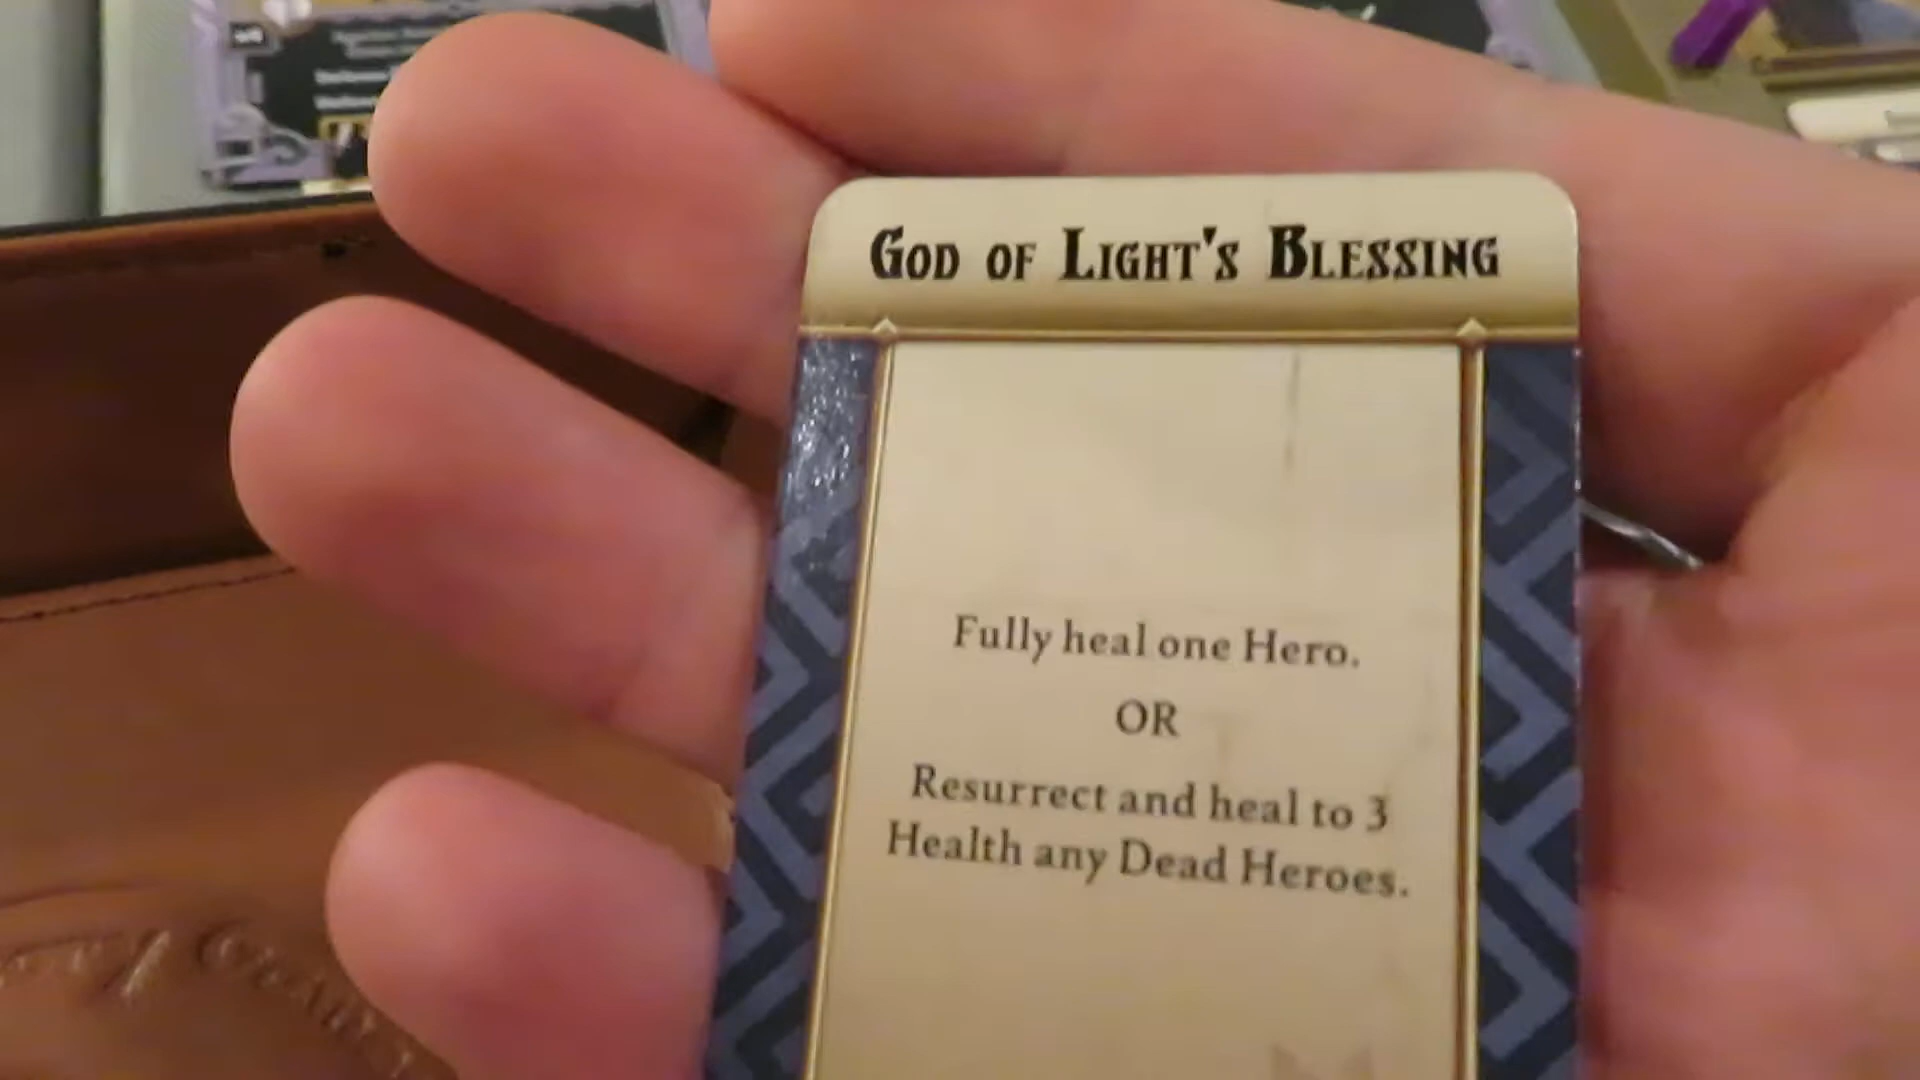 God of Light's Blessing
Fully heal one Hero.
OR
Resurrect and heal to 3
Health any Dead Heroes.